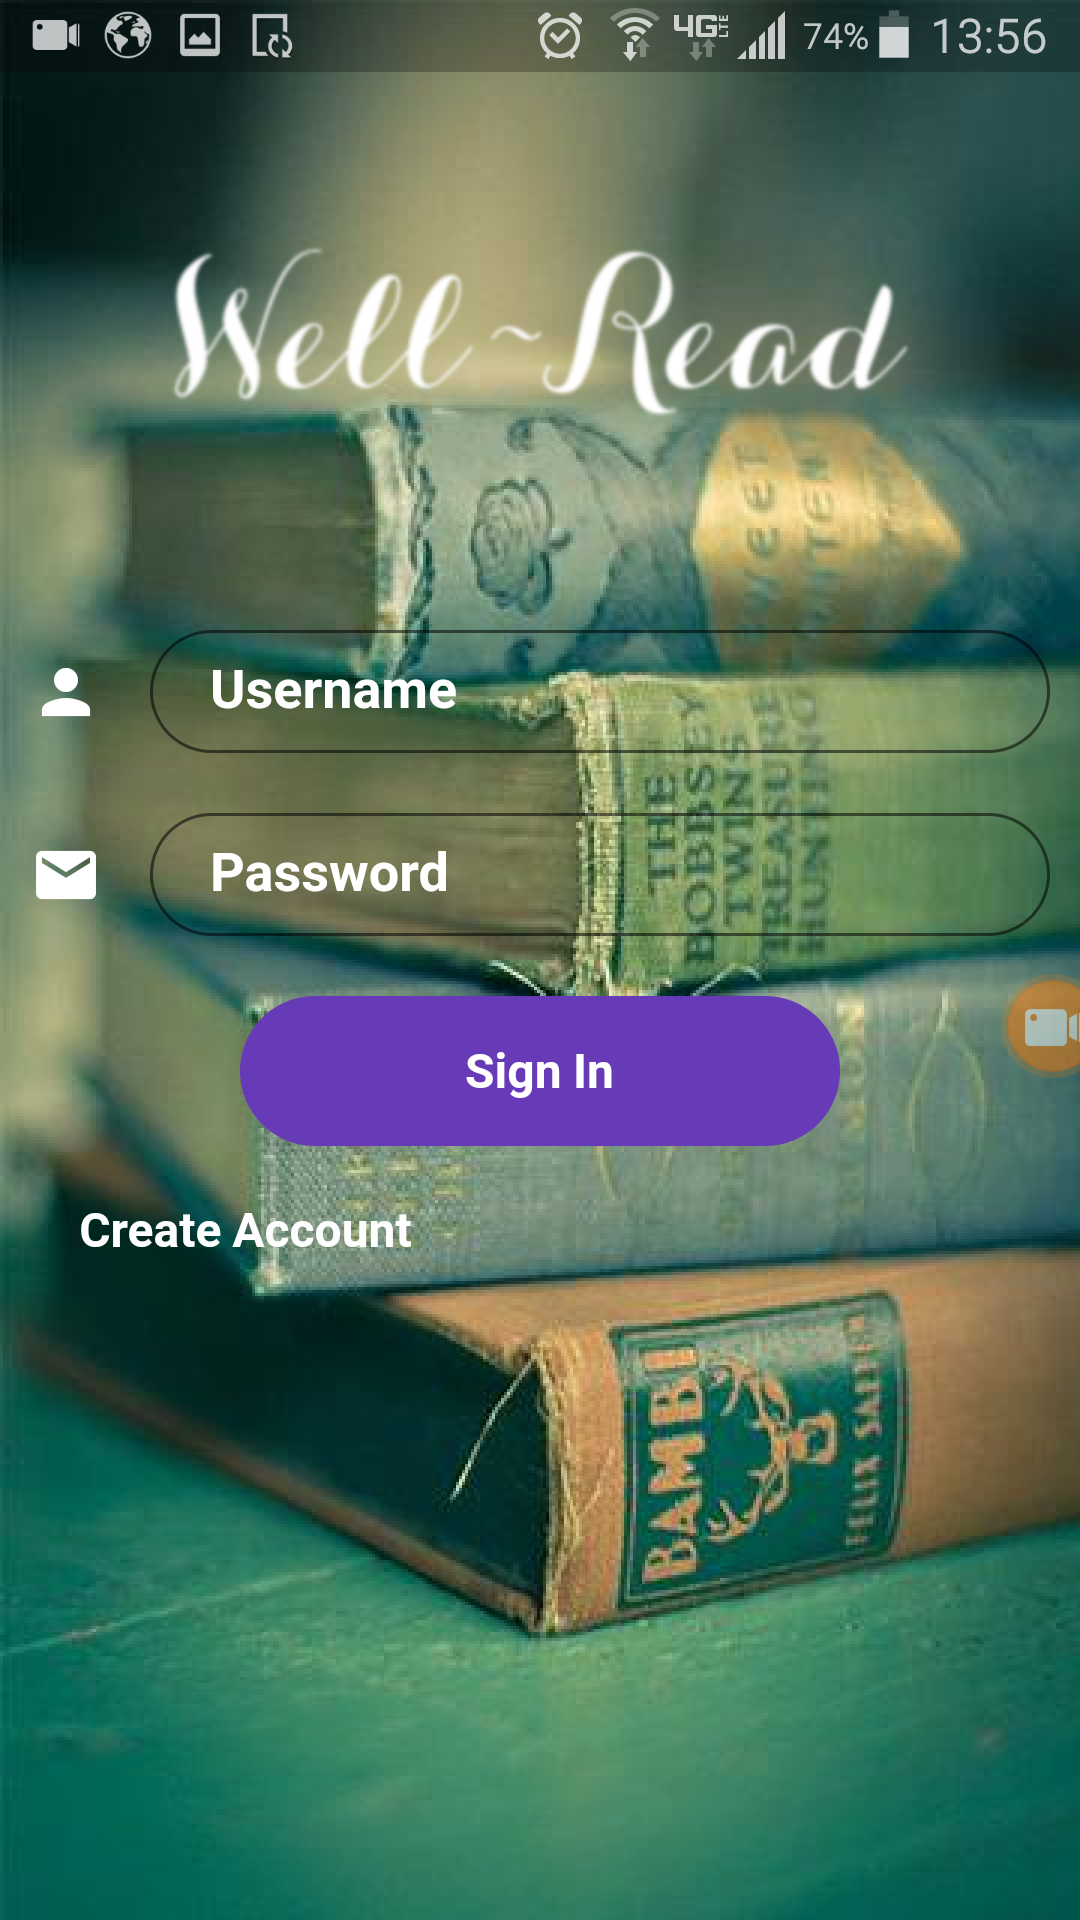 4G LTE 74% 13:56
Well~Read
SWEET
Username
THE
BOBBSEY
TWINS
TREASURE
HUNTING
Password
Sign In
Create Account
BAMBI
FELIX